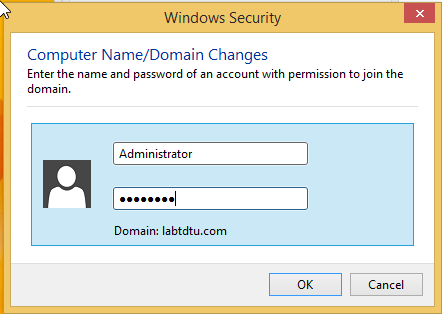 Windows Security
Computer Name/Domain Changes
Enter the name and password of an account with permission to join the
domain.
Administrator
●●●●●●●●
Domain: labtdtu.com
OK
Cancel